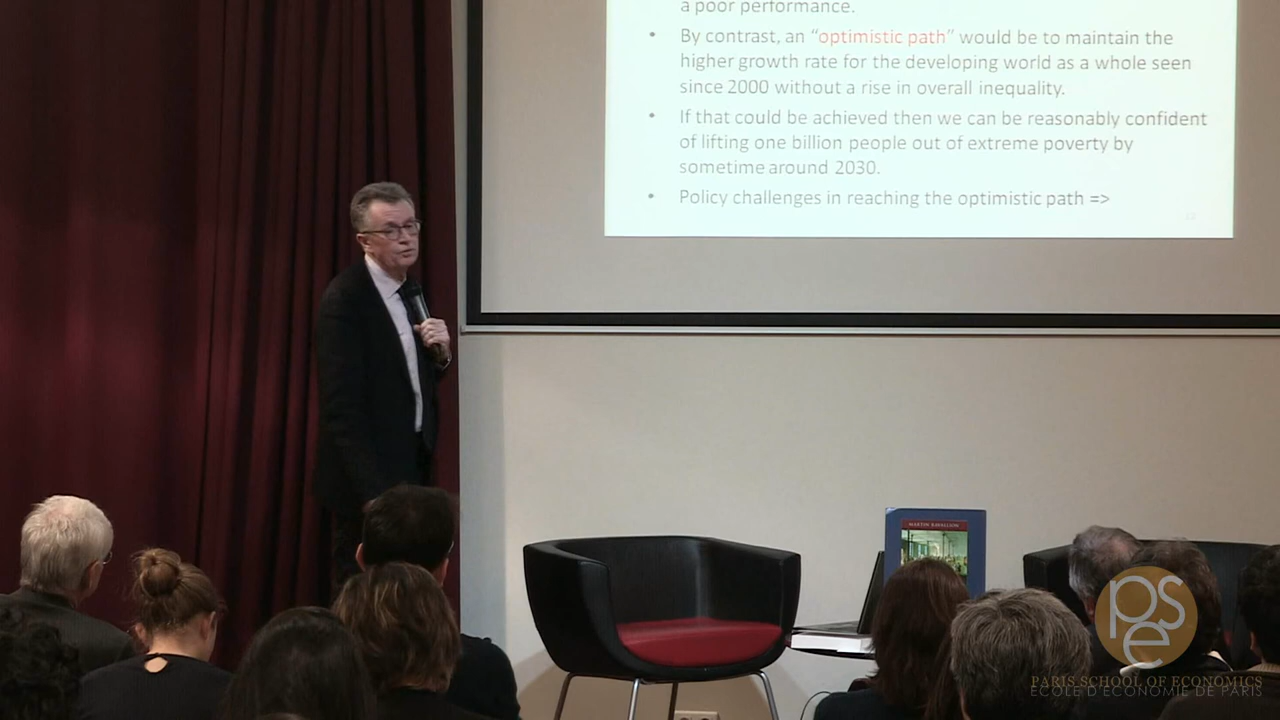 a poor performance.
• By contrast, an “optimistic path” would be to maintain the
higher growth rate for the developing world as a whole seen
since 2000 without a rise in overall inequality.
• If that could be achieved then we can be reasonably confident
of lifting one billion people out of extreme poverty by
sometime around 2030.
• Policy challenges in reaching the optimistic path =>
MARTIN RAVALLION
pse
PARIS SCHOOL OF ECONOMICS
ECOLE D'ECONOMIE DE PARIS